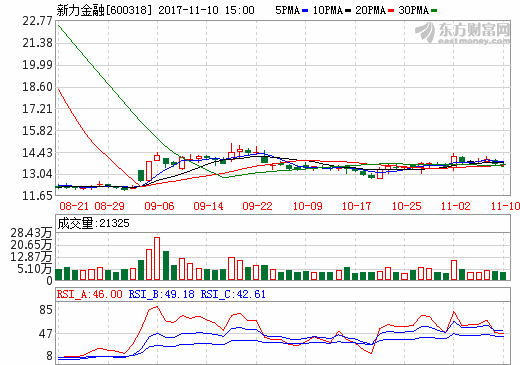 新力金融[600318] 2017-11-10 15:00 5PMA 10PMA 20PMA 30PMA
东方财富网
eastmoney.com
22.77
21.38
19.99
18.60
17.21
15.82
14.43
13.04
11.65
08-21 08-29 09-06 09-14 09-22 10-09 10-17 10-25 11-02 11-10
成交量:21325
28.43万
20.65万
12.87万
5.10万
0
RSI_A:46.00 RSI_B:49.18 RSI_C:42.61
85
47
8